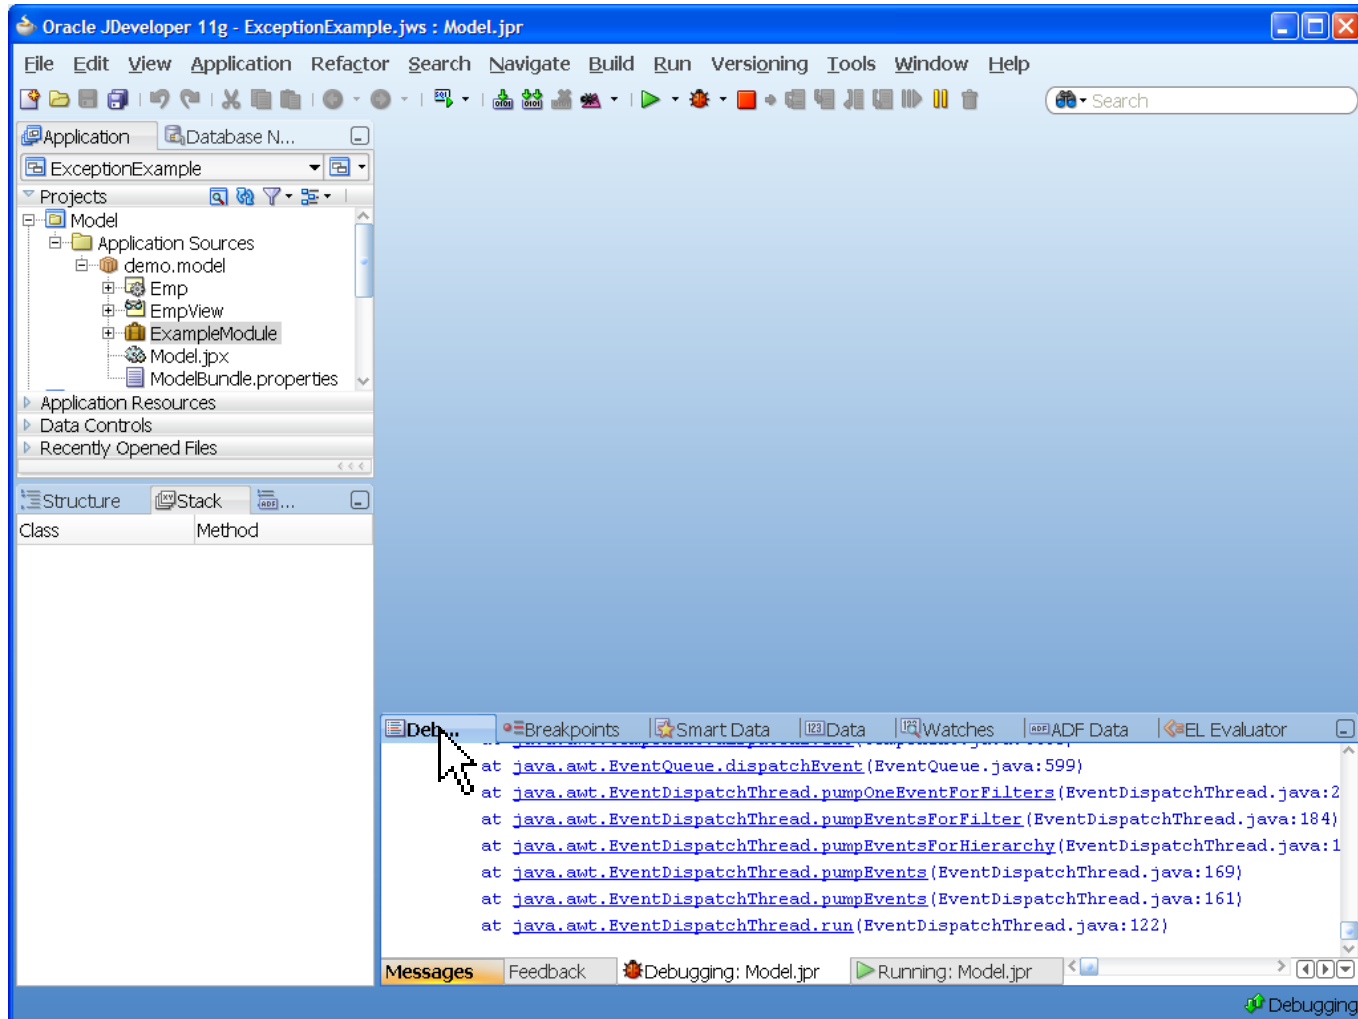 Oracle JDeveloper 11g - ExceptionExample.jws : Model.jpr
File Edit View Application Refactor Search Navigate Build Run Versioning Tools Window Help
Search
Application Database N...
ExceptionExample
Projects
Model
Application Sources
demo.model
Emp
EmpView
ExampleModule
Model.jpx
ModelBundle.properties
Application Resources
Data Controls
Recently Opened Files
Structure Stack ...
Class Method
Deb... Breakpoints Smart Data Data Watches ADF Data EL Evaluator
at java.awt.EventQueue.dispatchEvent(EventQueue.java:599)
at java.awt.EventDispatchThread.pumpOneEventForFilters(EventDispatchThread.java:2
at java.awt.EventDispatchThread.pumpEventsForFilter(EventDispatchThread.java:184)
at java.awt.EventDispatchThread.pumpEventsForHierarchy(EventDispatchThread.java:1
at java.awt.EventDispatchThread.pumpEvents(EventDispatchThread.java:169)
at java.awt.EventDispatchThread.pumpEvents(EventDispatchThread.java:161)
at java.awt.EventDispatchThread.run(EventDispatchThread.java:122)
Messages Feedback Debugging: Model.jpr Running: Model.jpr
Debugging